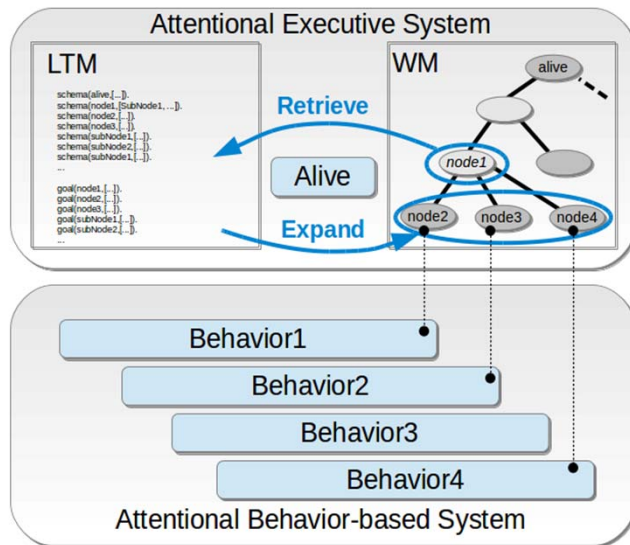 Attentional Executive System
LTM
schema(alive,[...]).
schema(node1,[SubNode1, ...]).
schema(node2,[...]).
schema(node3,[...]).
schema(subNode1,[...]).
schema(subNode2,[...]).
schema(subNode1,[...]).
...
goal(node1,[...]).
goal(node2,[...]).
goal(node3,[...]).
goal(subNode1,[...]).
goal(subNode2,[...]).
...
Retrieve
Alive
Expand
WM
alive
node1
node2
node3
node4
Behavior1
Behavior2
Behavior3
Behavior4
Attentional Behavior-based System